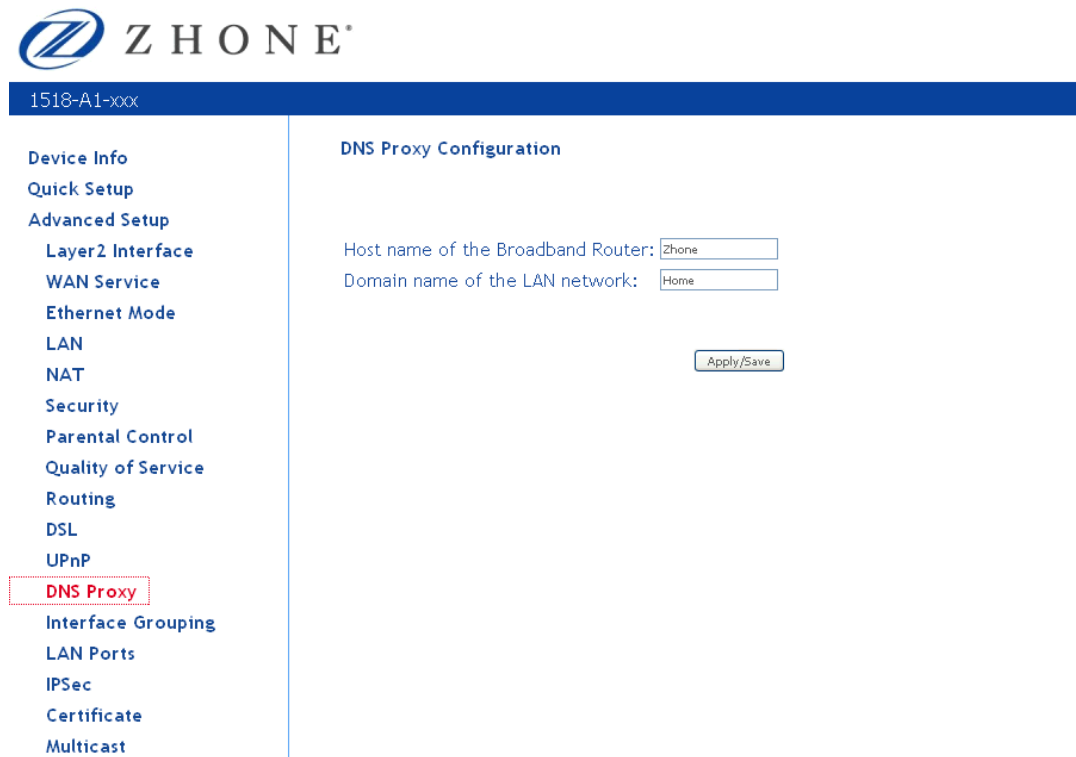 ZHONE
1518-A1-xxx
Device Info
Quick Setup
Advanced Setup
Layer2 Interface
WAN Service
Ethernet Mode
LAN
NAT
Security
Parental Control
Quality of Service
Routing
DSL
UPnP
DNS Proxy
Interface Grouping
LAN Ports
IPSec
Certificate
Multicast
DNS Proxy Configuration
Host name of the Broadband Router: Zhone
Domain name of the LAN network: Home
Apply/Save